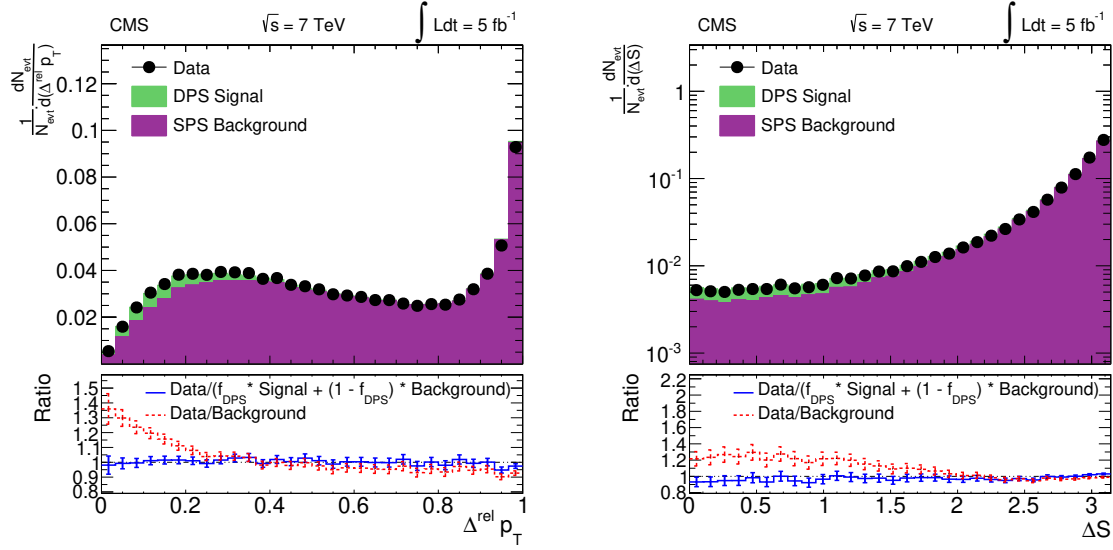 CMS √s = 7 TeV ∫ Ldt = 5 fb⁻¹
1/N_evt · dN_evt/d(Δ^rel p_T)
Data
DPS Signal
SPS Background
0.12
0.1
0.08
0.06
0.04
0.02
Ratio
Data/(f_DPS * Signal + (1 - f_DPS) * Background)
Data/Background
1.5
1.4
1.3
1.2
1.1
1.0
0.9
0.8
0 0.2 0.4 0.6 0.8 1
Δ^rel p_T
CMS √s = 7 TeV ∫ Ldt = 5 fb⁻¹
1/N_evt · dN_evt/d(ΔS)
Data
DPS Signal
SPS Background
1
10⁻¹
10⁻²
10⁻³
Ratio
Data/(f_DPS * Signal + (1 - f_DPS) * Background)
Data/Background
2.2
2.0
1.8
1.6
1.4
1.2
1.0
0.8
0 0.5 1 1.5 2 2.5 3
ΔS